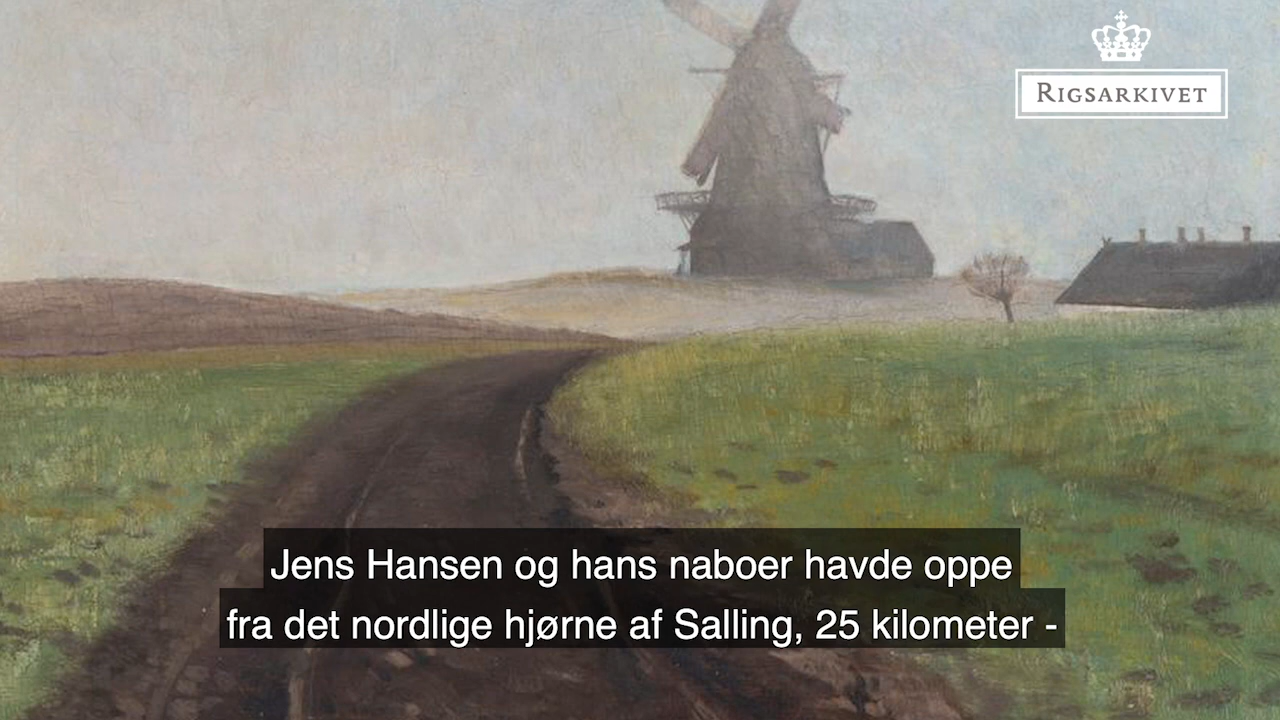 RIGSARKIVET
Jens Hansen og hans naboer havde oppe
fra det nordlige hjørne af Salling, 25 kilometer -